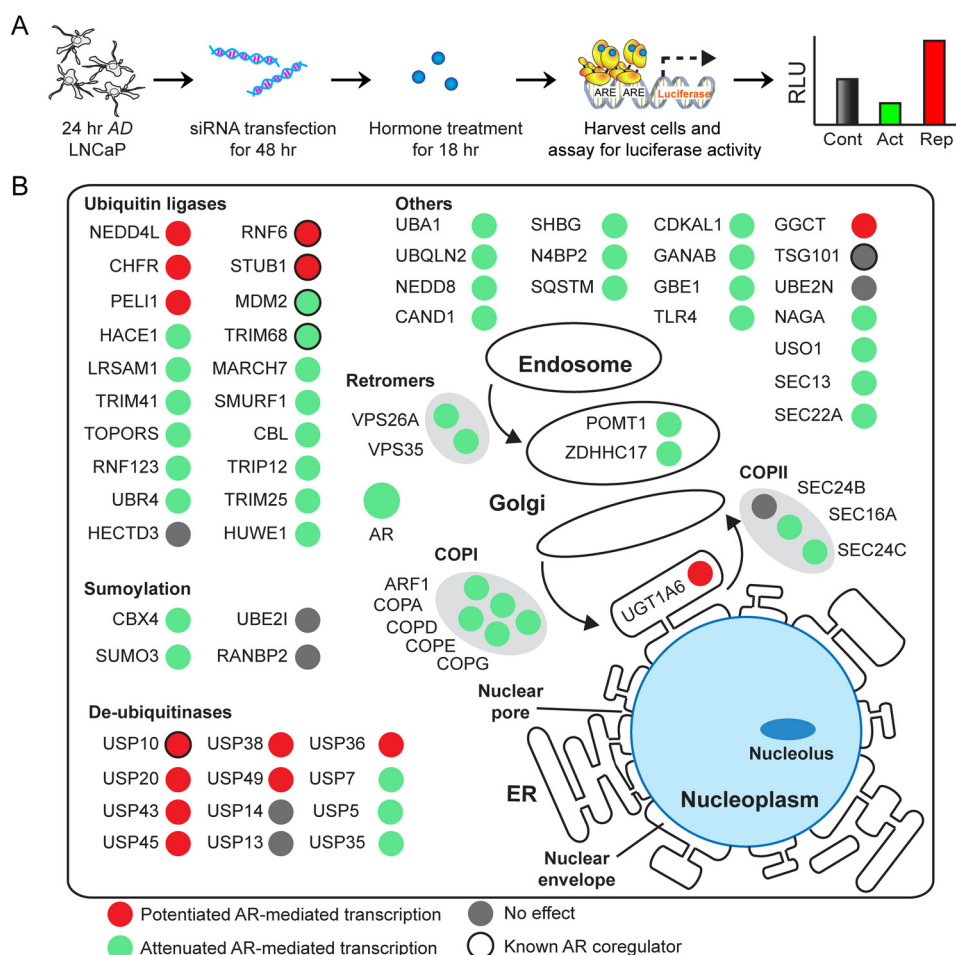 A
24 hr AD
LNCaP
siRNA transfection
for 48 hr
Hormone treatment
for 18 hr
ARE
ARE
Luciferase
Harvest cells and
assay for luciferase activity
RLU
Cont
Act
Rep
B
Ubiquitin ligases
NEDD4L
RNF6
CHFR
STUB1
PELI1
MDM2
HACE1
TRIM68
LRSAM1
MARCH7
TRIM41
SMURF1
TOPORS
CBL
RNF123
TRIP12
UBR4
TRIM25
HECTD3
HUWE1
Others
UBA1
SHBG
CDKAL1
GGCT
UBQLN2
N4BP2
GANAB
TSG101
NEDD8
SQSTM
GBE1
UBE2N
CAND1
TLR4
NAGA
USO1
SEC13
SEC22A
Endosome
Retromers
VPS26A
VPS35
POMT1
ZDHHC17
AR
Golgi
COPII
SEC24B
SEC16A
SEC24C
COPI
ARF1
COPA
COPD
COPE
COPG
UGT1A6
Sumoylation
CBX4
UBE2I
SUMO3
RANBP2
Nuclear
pore
De-ubiquitinases
USP10
USP38
USP36
USP20
USP49
USP7
USP43
USP14
USP5
USP45
USP13
USP35
Nucleolus
Nucleoplasm
ER
Nuclear
envelope
Potentiated AR-mediated transcription
No effect
Attenuated AR-mediated transcription
Known AR coregulator